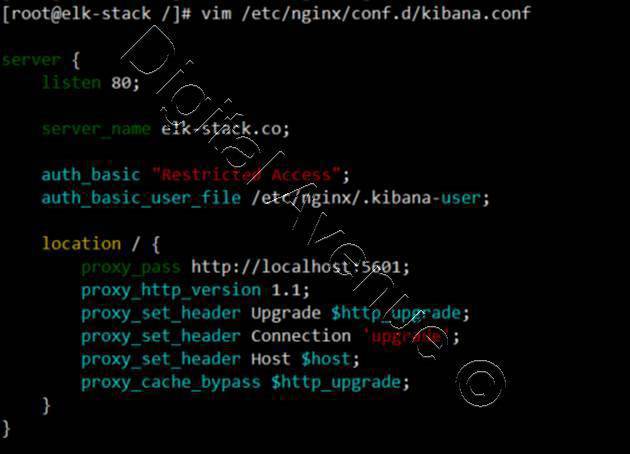 [root@elk-stack /]# vim /etc/nginx/conf.d/kibana.conf
server {
    listen 80;
    server_name elk-stack.co;
    auth_basic "Restricted Access";
    auth_basic_user_file /etc/nginx/.kibana-user;
    location / {
        proxy_pass http://localhost:5601;
        proxy_http_version 1.1;
        proxy_set_header Upgrade $http_upgrade;
        proxy_set_header Connection 'upgrade';
        proxy_set_header Host $host;
        proxy_cache_bypass $http_upgrade;
    }
}
Digital Avenue ©